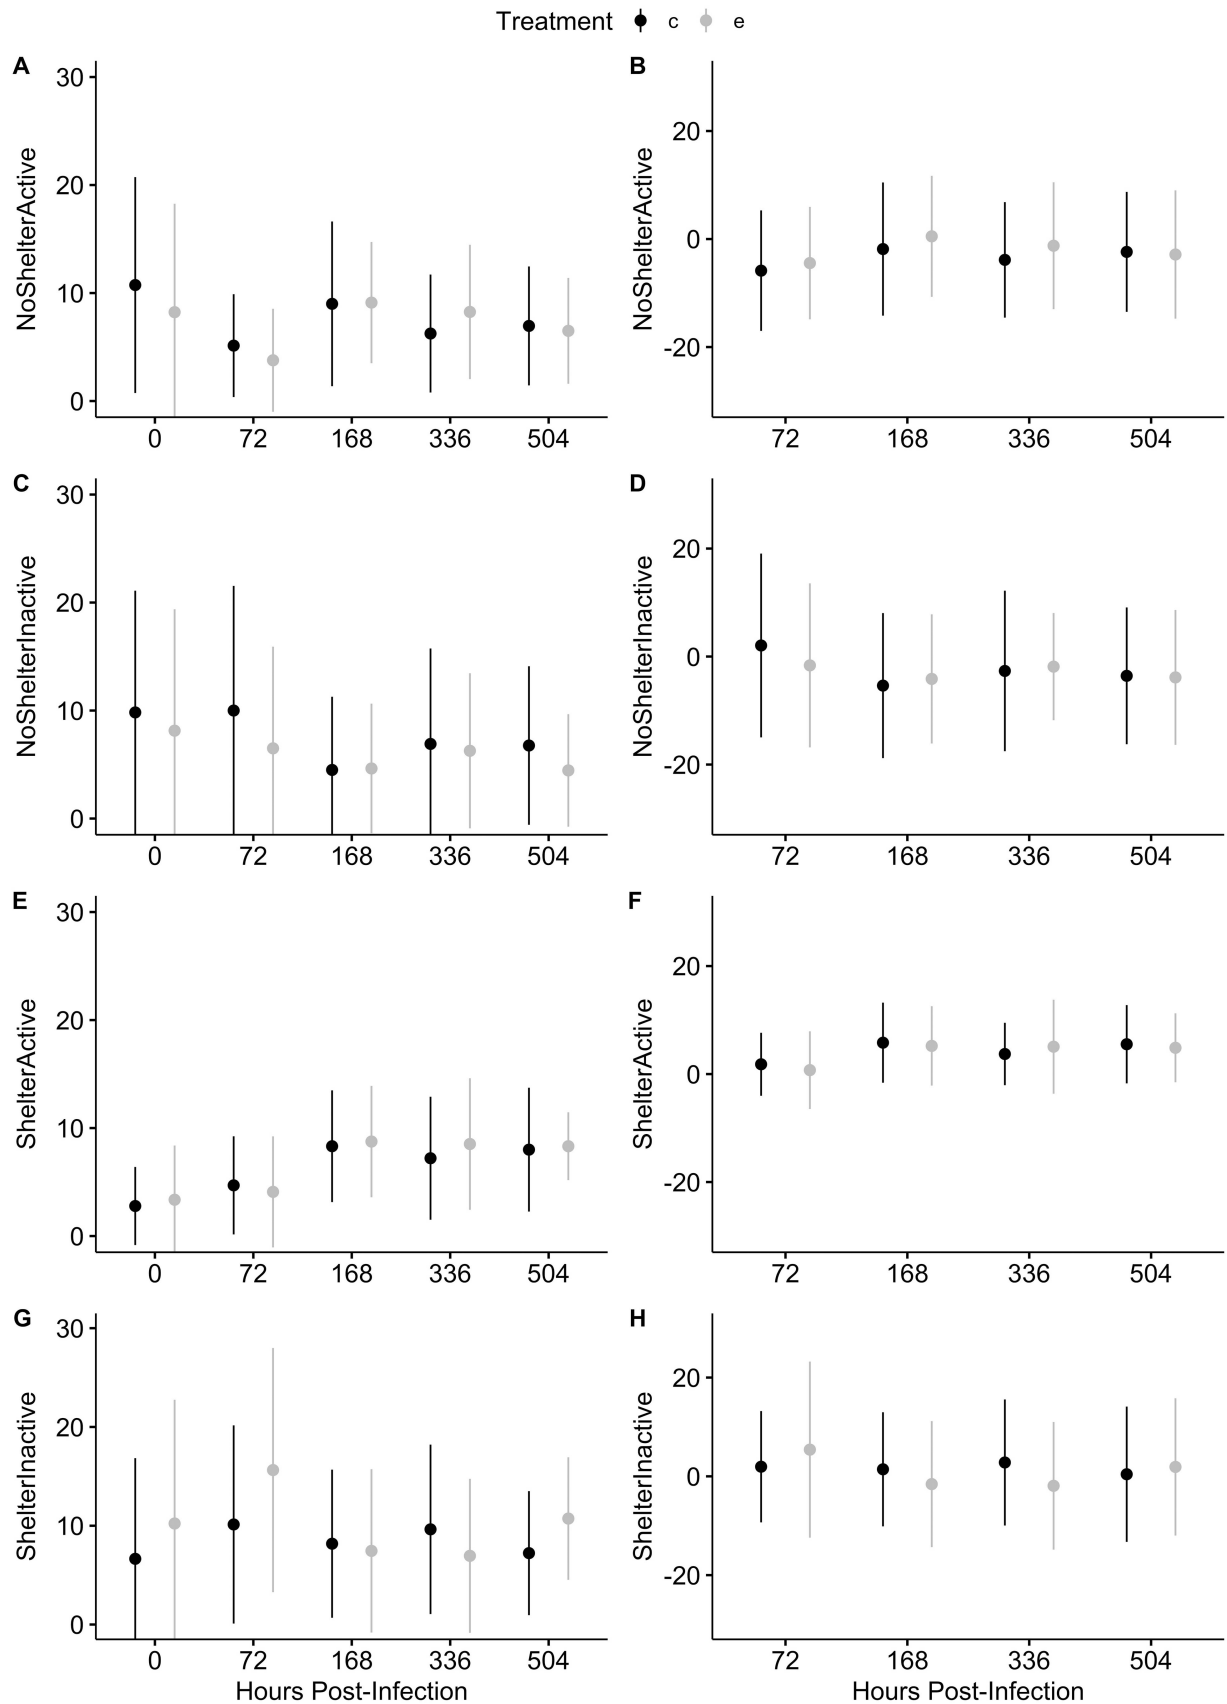 Treatment c e
A
30
20
10
0
NoShelterActive
0 72 168 336 504
B
20
0
-20
NoShelterActive
72 168 336 504
C
30
20
10
0
NoShelterInactive
0 72 168 336 504
D
20
0
-20
NoShelterInactive
72 168 336 504
E
30
20
10
0
ShelterActive
0 72 168 336 504
F
20
0
-20
ShelterActive
72 168 336 504
G
30
20
10
0
ShelterInactive
0 72 168 336 504
Hours Post-Infection
H
20
0
-20
ShelterInactive
72 168 336 504
Hours Post-Infection